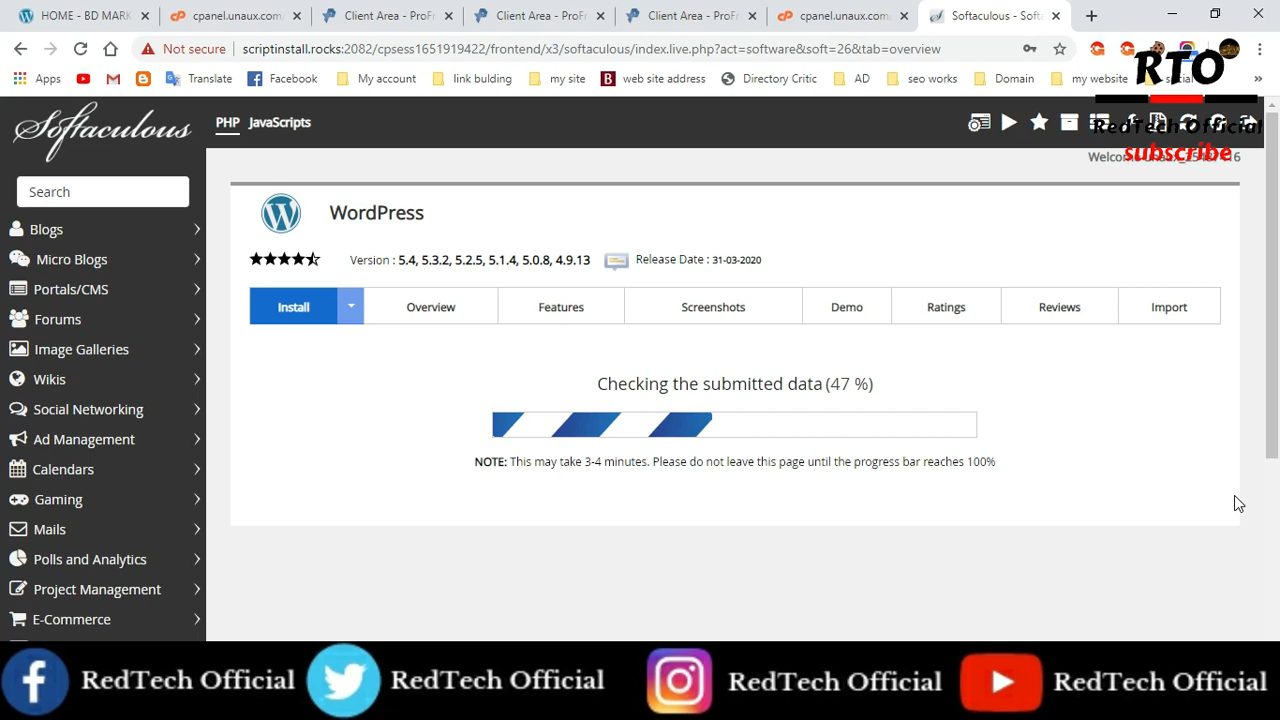 HOME - BD MARK
cpanel.unaux.com
Client Area - ProFr
Client Area - ProFr
Client Area - ProFr
cpanel.unaux.com
Softaculous - Soft
Not secure
scriptinstall.rocks:2082/cpsess1651919422/frontend/x3/softaculous/index.live.php?act=software&soft=26&tab=overview
Apps
Translate
Facebook
My account
link bulding
my site
web site address
Directory Critic
AD
seo works
Domain
my website
social
RTO
RedTech Official
subscribe
Softaculous
PHP
JavaScripts
Search
Blogs
Micro Blogs
Portals/CMS
Forums
Image Galleries
Wikis
Social Networking
Ad Management
Calendars
Gaming
Mails
Polls and Analytics
Project Management
E-Commerce
WordPress
Version : 5.4, 5.3.2, 5.2.5, 5.1.4, 5.0.8, 4.9.13
Release Date : 31-03-2020
Install
Overview
Features
Screenshots
Demo
Ratings
Reviews
Import
Checking the submitted data (47 %)
NOTE: This may take 3-4 minutes. Please do not leave this page until the progress bar reaches 100%
RedTech Official
RedTech Official
RedTech Official
RedTech Official